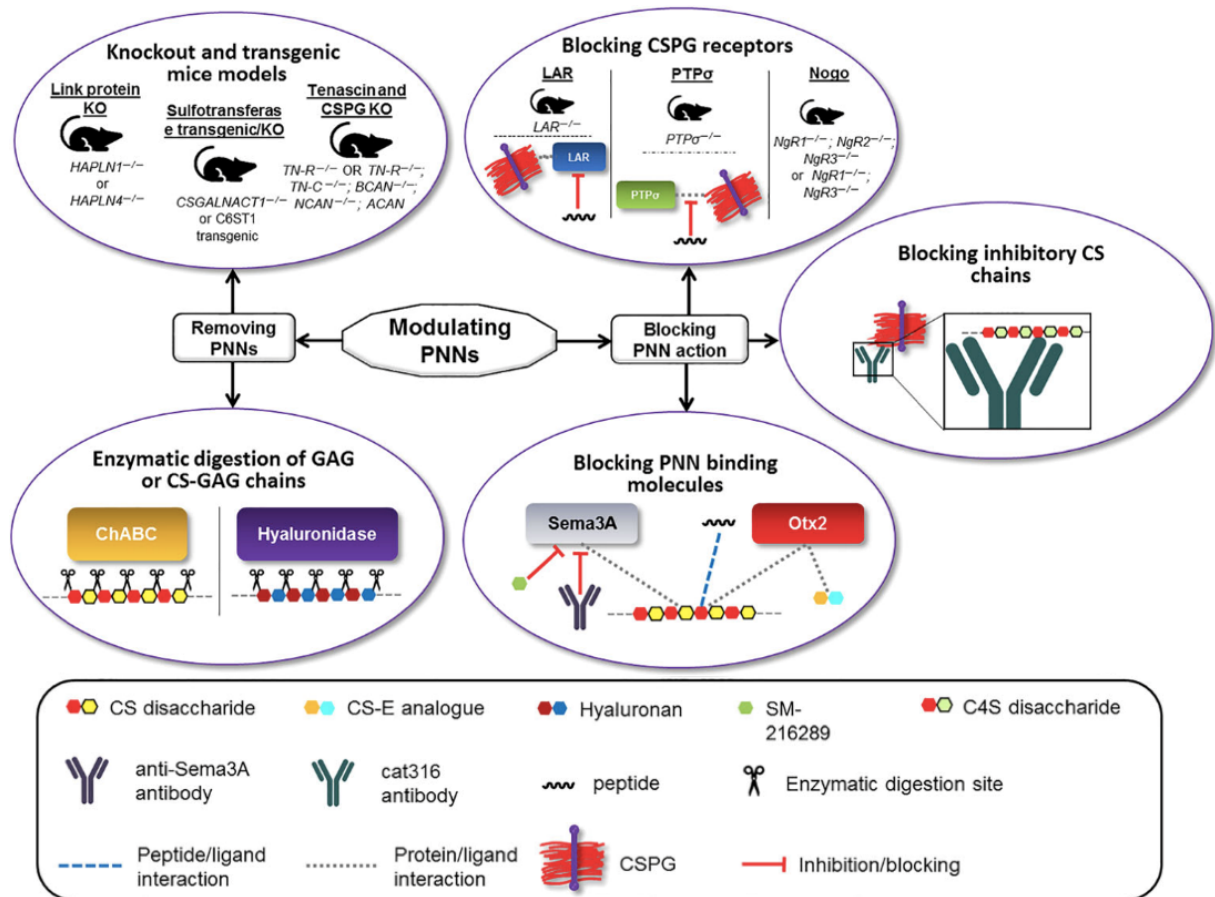 Knockout and transgenic
mice models
Link protein
KO
HAPLN1−/−
or
HAPLN4−/−
Sulfotransferas
e transgenic/KO
CSGALNACT1−/−
or C6ST1
transgenic
Tenascin and
CSPG KO
TN-R−/− OR TN-R−/−;
TN-C−/−; BCAN−/−;
NCAN−/−; ACAN
Blocking CSPG receptors
LAR
LAR−/−
LAR
peptide
PTPσ
PTPσ−/−
PTPσ
peptide
Nogo
NgR1−/−; NgR2−/−;
NgR3−/−
or NgR1−/−;
NgR3−/−
Blocking inhibitory CS
chains
Removing
PNNs
Modulating
PNNs
Blocking
PNN action
Enzymatic digestion of GAG
or CS-GAG chains
ChABC
Hyaluronidase
Blocking PNN binding
molecules
Sema3A
peptide
Otx2
CS disaccharide
CS-E analogue
Hyaluronan
SM-
216289
C4S disaccharide
anti-Sema3A
antibody
cat316
antibody
peptide
Enzymatic digestion site
Peptide/ligand
interaction
Protein/ligand
interaction
CSPG
Inhibition/blocking